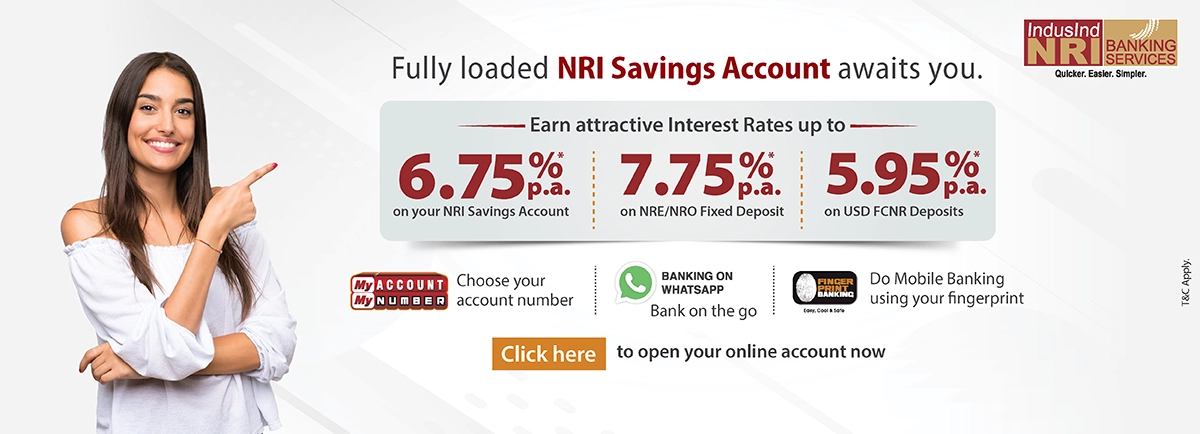 IndusInd
NRI BANKING
SERVICES
Quicker. Easier. Simpler.
Fully loaded NRI Savings Account awaits you.
Earn attractive Interest Rates up to
6.75%* p.a.
on your NRI Savings Account
7.75%* p.a.
on NRE/NRO Fixed Deposit
5.95%* p.a.
on USD FCNR Deposits
My ACCOUNT
My NUMBER
Choose your
account number
BANKING ON
WHATSAPP
Bank on the go
FINGER
PRINT
BANKING
Easy, Cool & Safe
Do Mobile Banking
using your fingerprint
Click here to open your online account now
T&C Apply.